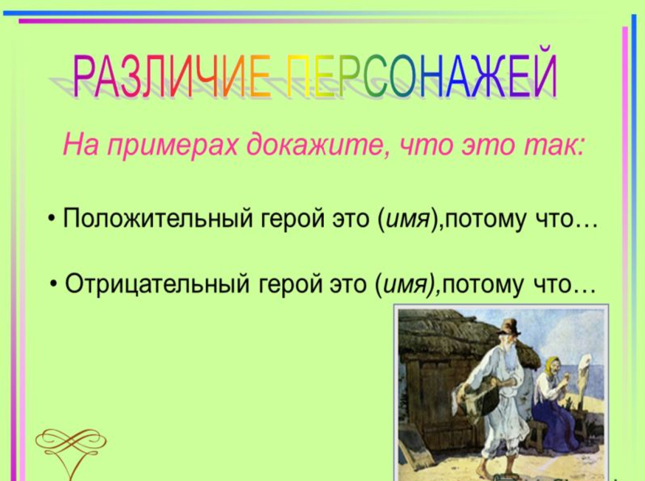 РАЗЛИЧИЕ ПЕРСОНАЖЕЙ
На примерах докажите, что это так:
• Положительный герой это (имя),потому что…
• Отрицательный герой это (имя),потому что…